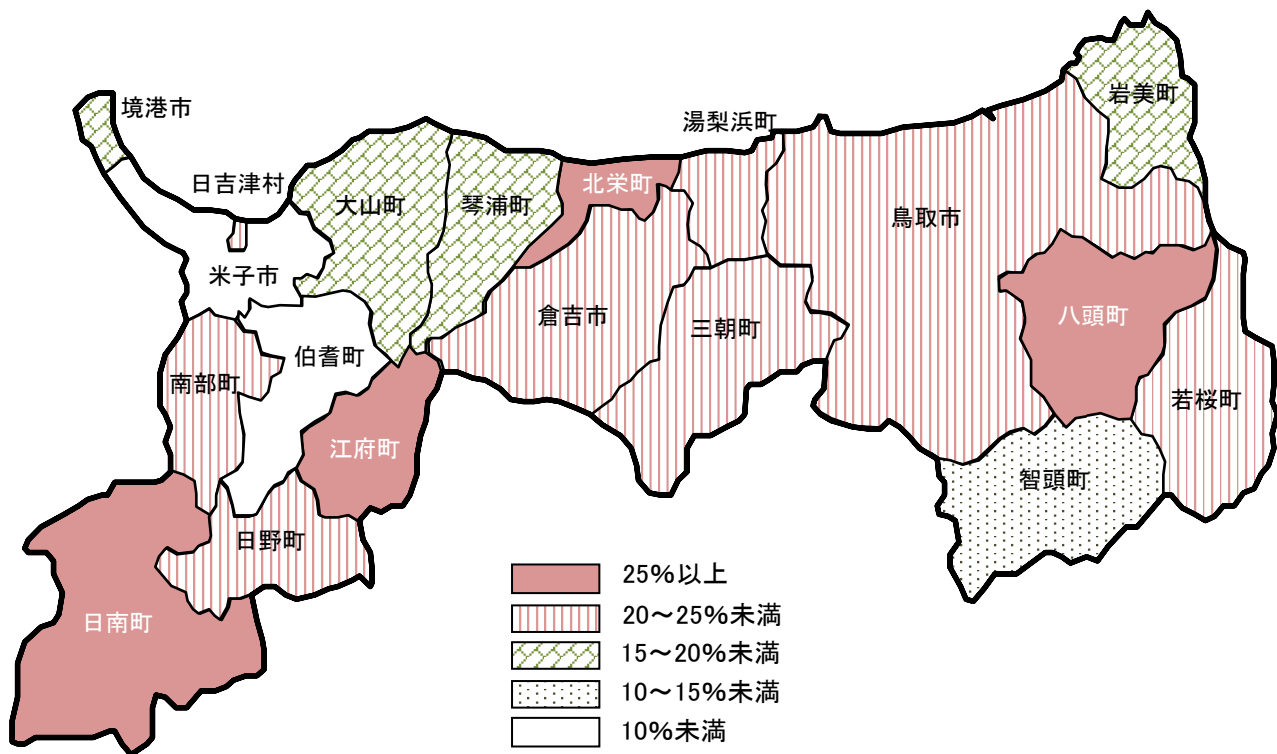 岩美町
境港市
湯梨浜町
日吉津村
北栄町
大山町
琴浦町
鳥取市
米子市
倉吉市
三朝町
八頭町
伯耆町
南部町
若桜町
江府町
智頭町
日野町
日南町
25%以上
20～25%未満
15～20%未満
10～15%未満
10%未満